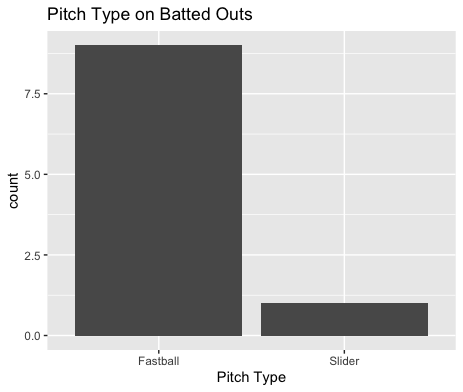 Pitch Type on Batted Outs
count
7.5
5.0
2.5
0.0
Fastball
Slider
Pitch Type